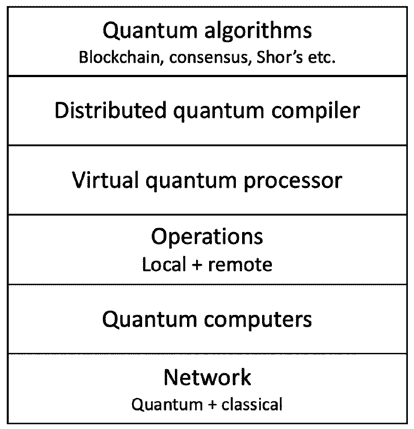 Quantum algorithms
Blockchain, consensus, Shor's etc.
Distributed quantum compiler
Virtual quantum processor
Operations
Local + remote
Quantum computers
Network
Quantum + classical